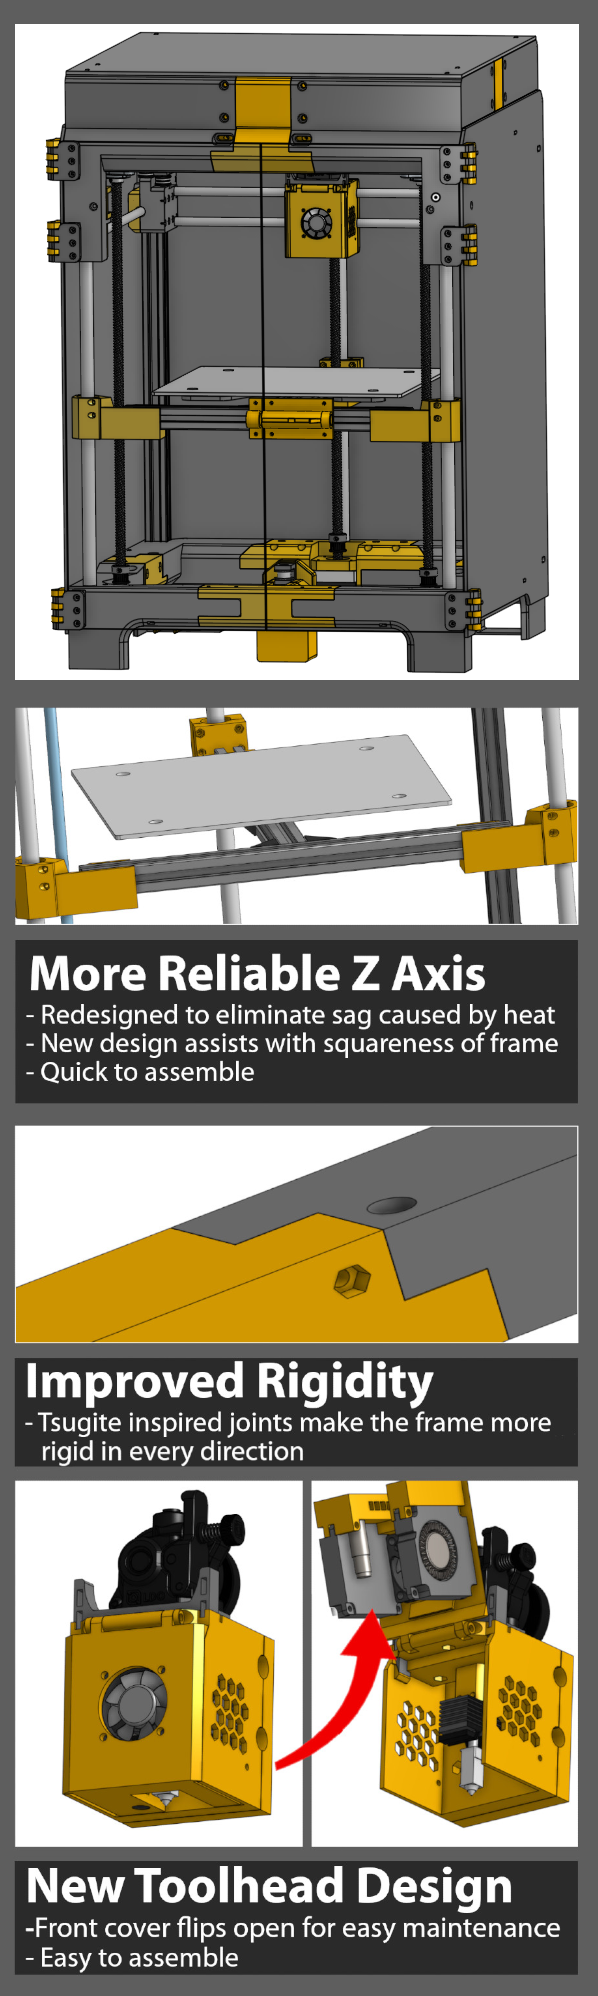 More Reliable Z Axis
- Redesigned to eliminate sag caused by heat
- New design assists with squareness of frame
- Quick to assemble
Improved Rigidity
- Tsugite inspired joints make the frame more
rigid in every direction
New Toolhead Design
-Front cover flips open for easy maintenance
- Easy to assemble